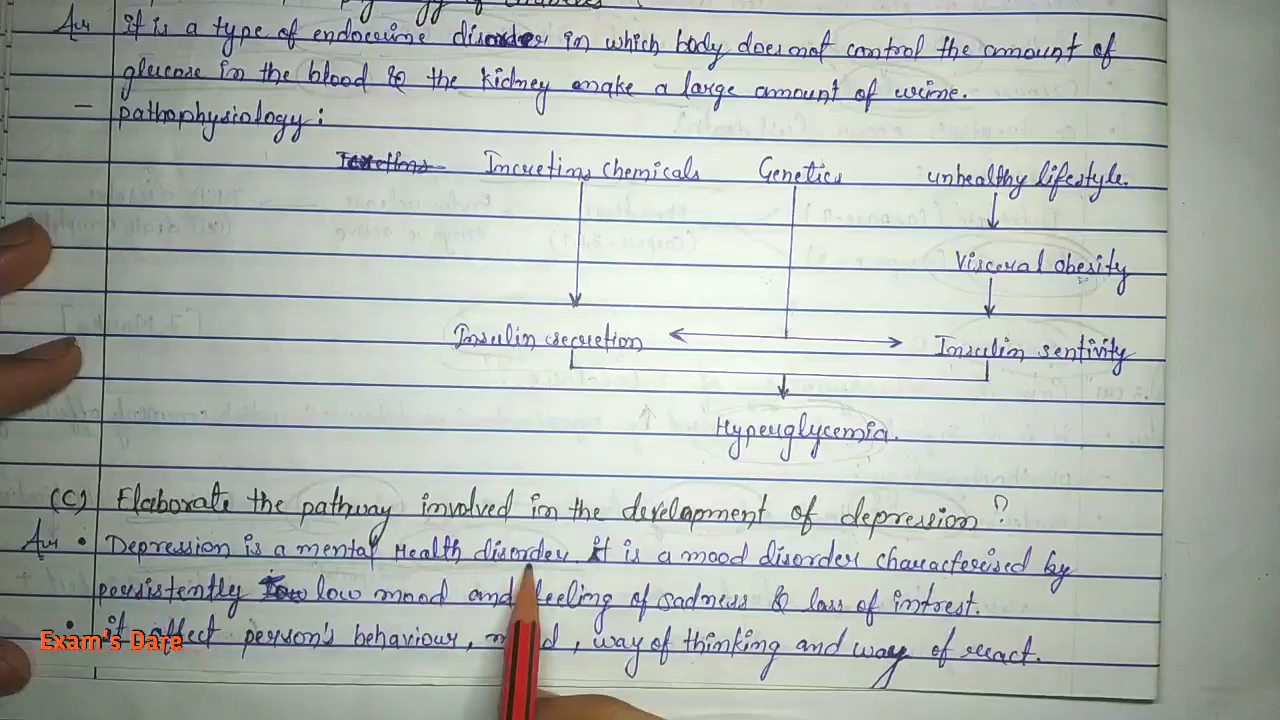 Ans it is a type of endocrine disorder in which body does not control the amount of
glucose in the blood & the kidney make a large amount of urine.
- pathophysiology :
Incretins chemicals Genetics unhealthy lifestyle.
Visceral obesity
Insulin secretion Insulin sentivity
Hyperglycemia.
(C) Elaborate the pathway involved in the development of depression ?
Ans • Depression is a mental Health disorder. it is a mood disorder characterised by
persistently low mood and feeling of sadness & loss of intrest.
• it affect person's behaviour, mood, way of thinking and way of react.
Exam's Dare